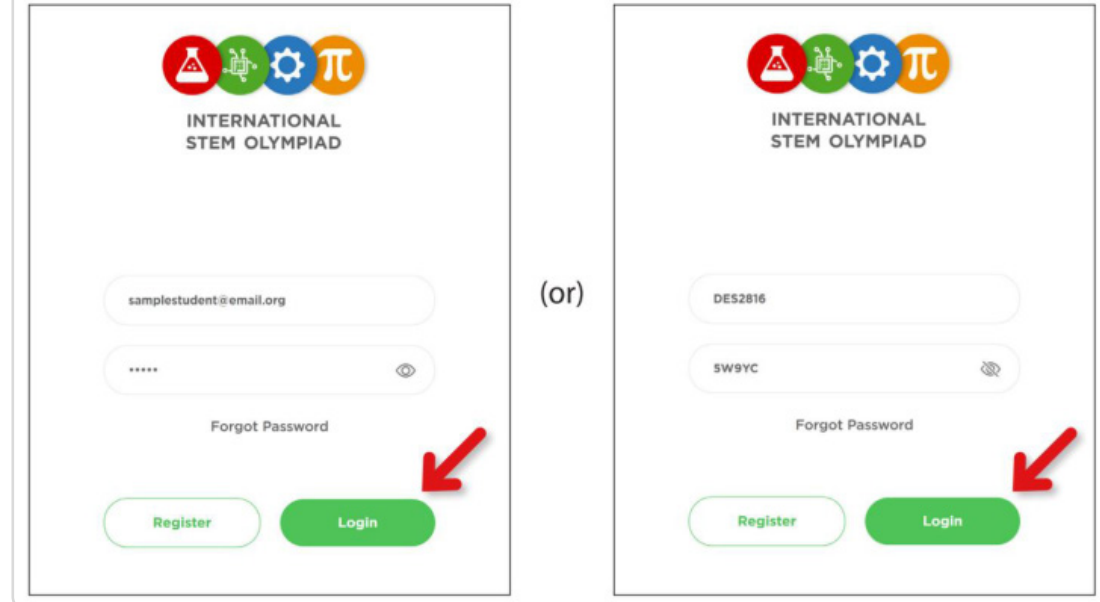 INTERNATIONAL
STEM OLYMPIAD
samplestudent@email.org
•••••
Forgot Password
Register
Login
(or)
INTERNATIONAL
STEM OLYMPIAD
DES2816
5W9YC
Forgot Password
Register
Login